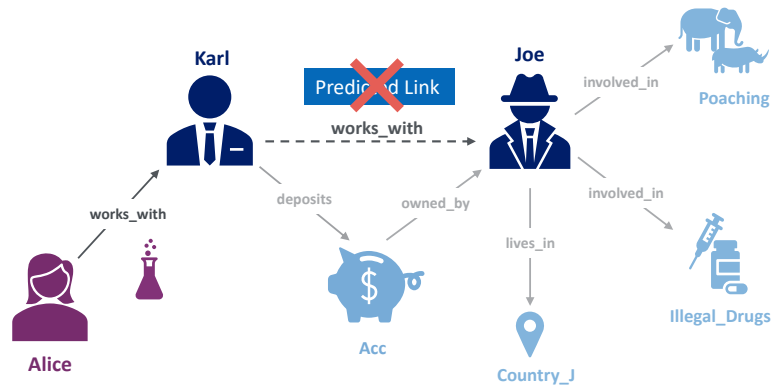 Karl
Joe
Predicted Link
works_with
involved_in
Poaching
deposits
owned_by
involved_in
works_with
lives_in
$
Illegal_Drugs
Acc
Alice
Country_J